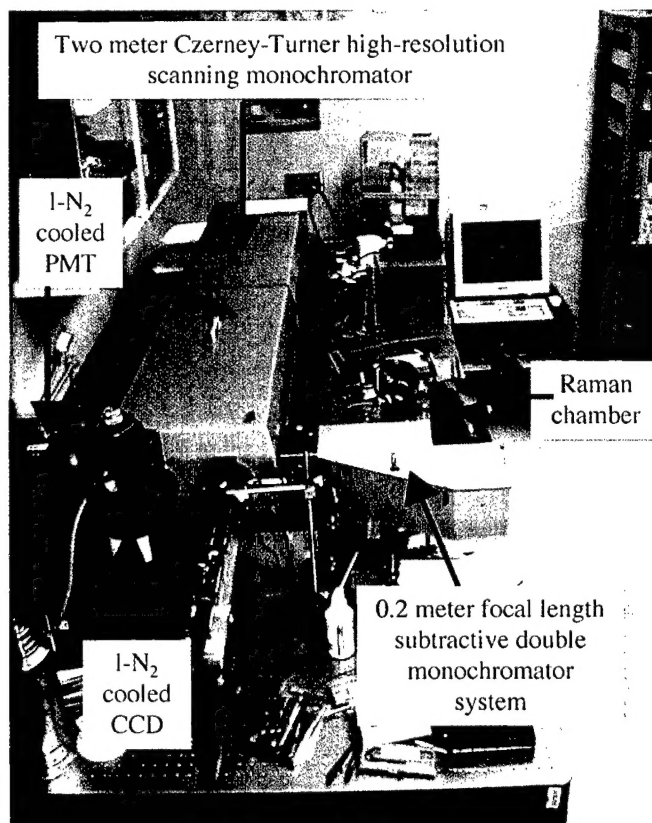 Two meter Czerney-Turner high-resolution
scanning monochromator
l-N₂
cooled
PMT
Raman
chamber
0.2 meter focal length
subtractive double
monochromator
system
l-N₂
cooled
CCD